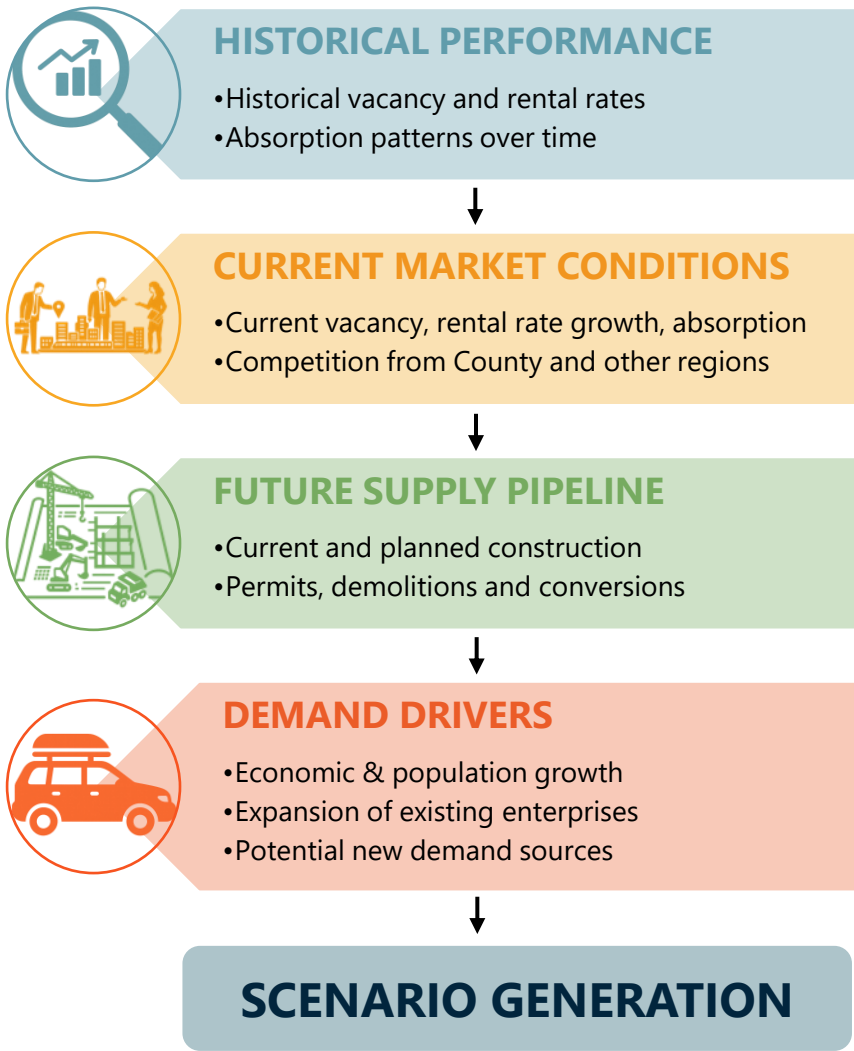 HISTORICAL PERFORMANCE
•Historical vacancy and rental rates
•Absorption patterns over time
CURRENT MARKET CONDITIONS
•Current vacancy, rental rate growth, absorption
•Competition from County and other regions
FUTURE SUPPLY PIPELINE
•Current and planned construction
•Permits, demolitions and conversions
DEMAND DRIVERS
•Economic & population growth
•Expansion of existing enterprises
•Potential new demand sources
SCENARIO GENERATION